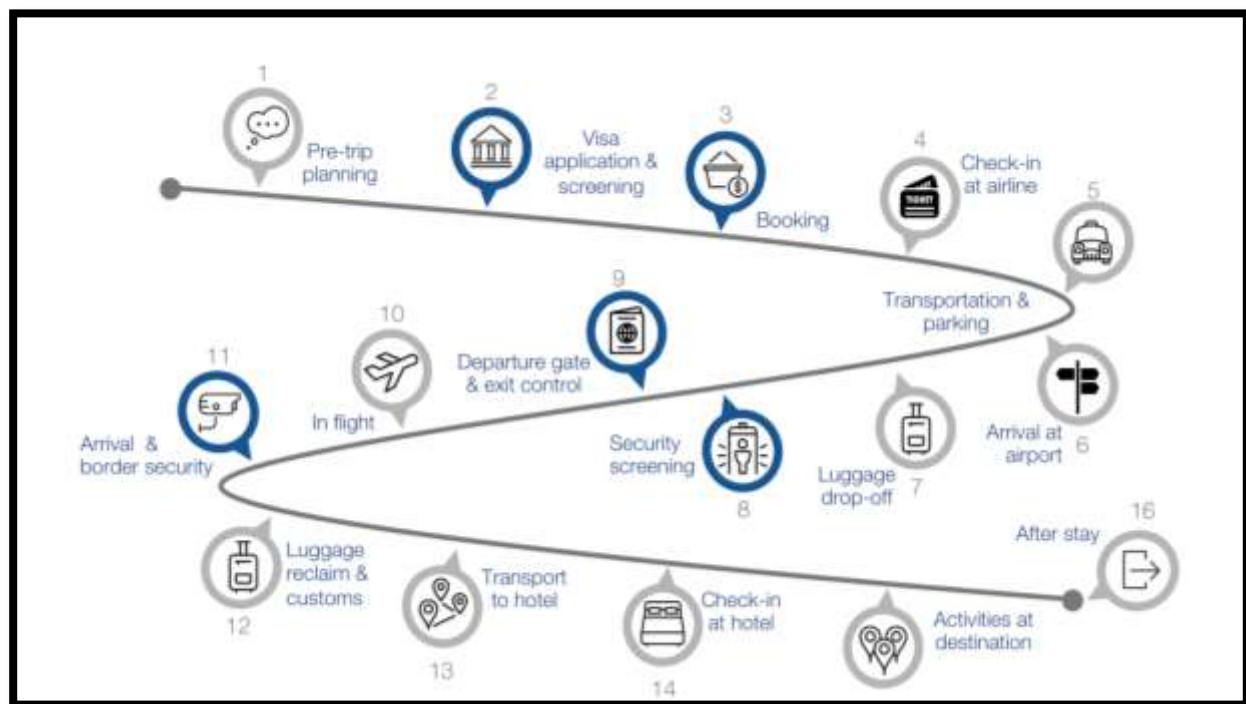 1
Pre-trip
planning
2
Visa
application &
screening
3
Booking
4
TICKET
Check-in
at airline
5
Transportation &
parking
6
Arrival at
airport
7
Luggage
drop-off
8
Security
screening
9
Departure gate
& exit control
10
In flight
11
Arrival &
border security
12
Luggage
reclaim &
customs
13
Transport
to hotel
14
Check-in
at hotel
Activities at
destination
16
After stay